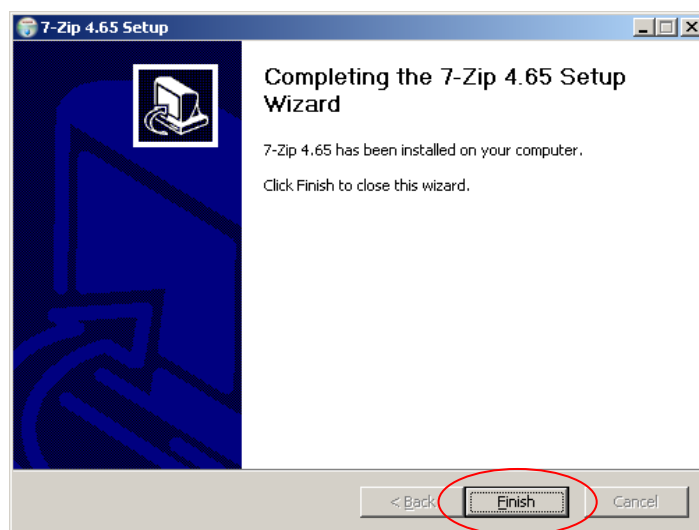 7-Zip 4.65 Setup
Completing the 7-Zip 4.65 Setup
Wizard
7-Zip 4.65 has been installed on your computer.
Click Finish to close this wizard.
< Back
Finish
Cancel